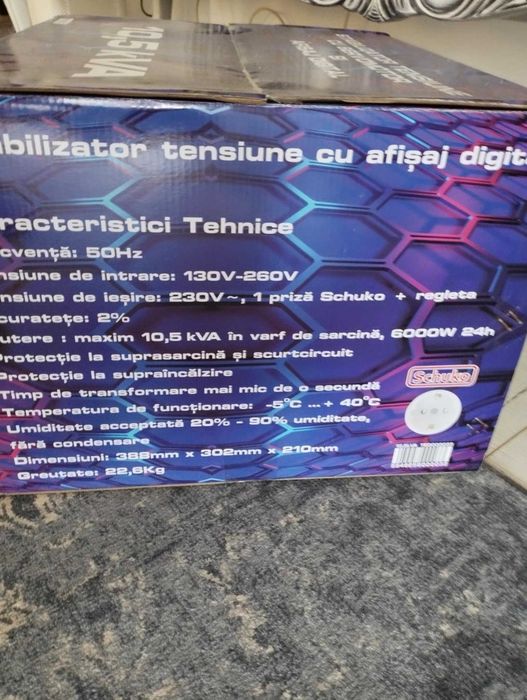 10,5 kVA
abilizator tensiune cu afișaj digit
racteristici Tehnice
cvență: 50Hz
nsiune de intrare: 130V-260V
nsiune de ieșire: 230V~, 1 priză Schuko + regleta
curatețe: 2%
utere : maxim 10,5 kVA în varf de sarcină, 6000W 24h
Protecție la suprasarcină și scurtcircuit
Protecție la supraîncălzire
Timp de transformare mai mic de o secundă
Temperatura de funcționare: -5°C ...+ 40°C
Umiditate acceptată 20% - 90% umiditate,
fără condensare
Dimensiuni: 388mm x 302mm x 210mm
Greutate: 22,6Kg
Schuko